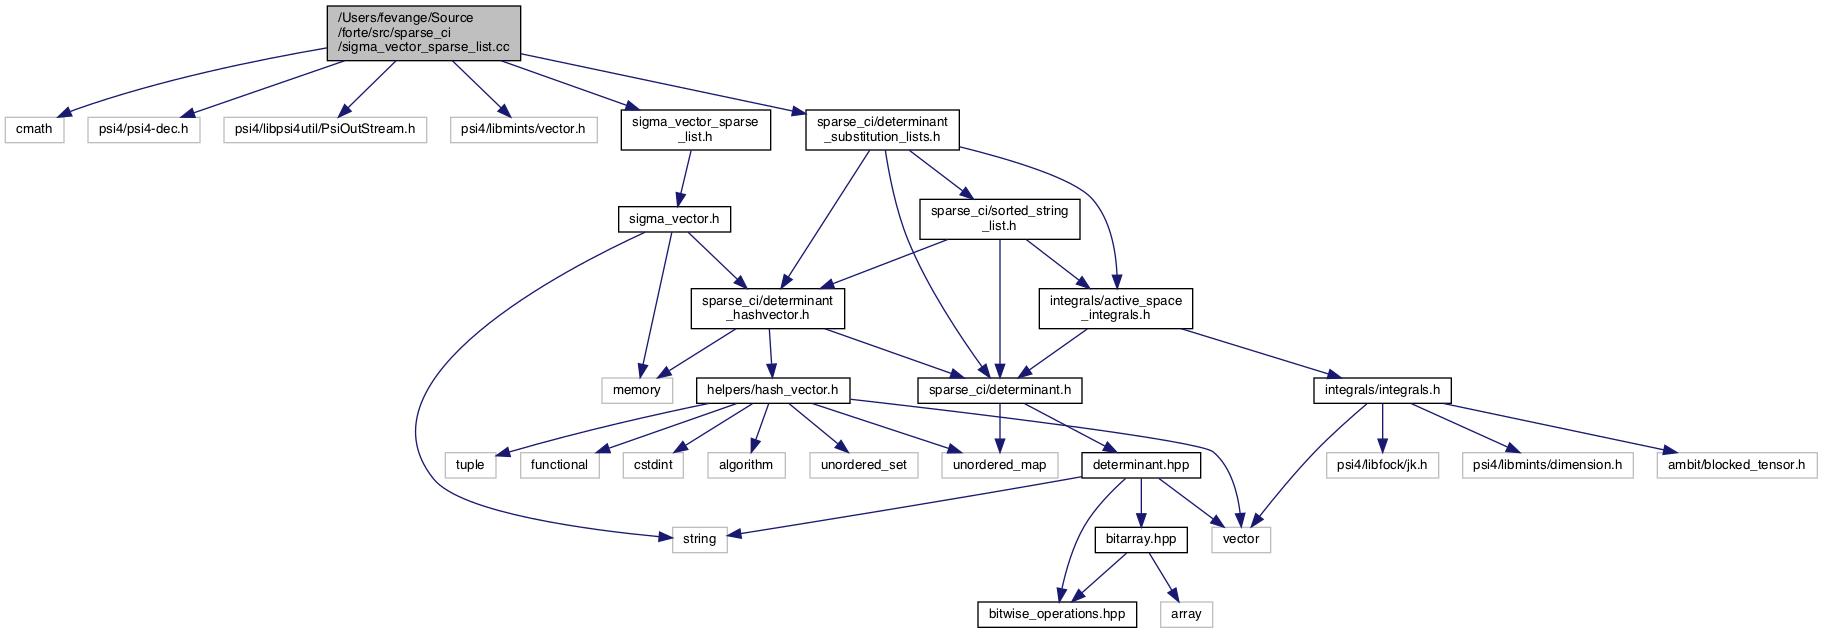 /Users/fevange/Source
/forte/src/sparse_ci
/sigma_vector_sparse_list.cc
cmath
psi4/psi4-dec.h
psi4/libpsi4util/PsiOutStream.h
psi4/libmints/vector.h
sigma_vector_sparse
_list.h
sparse_ci/determinant
_substitution_lists.h
sigma_vector.h
sparse_ci/sorted_string
_list.h
sparse_ci/determinant
_hashvector.h
integrals/active_space
_integrals.h
memory
helpers/hash_vector.h
sparse_ci/determinant.h
integrals/integrals.h
tuple
functional
cstdint
algorithm
unordered_set
unordered_map
determinant.hpp
psi4/libfock/jk.h
psi4/libmints/dimension.h
ambit/blocked_tensor.h
string
bitarray.hpp
vector
bitwise_operations.hpp
array